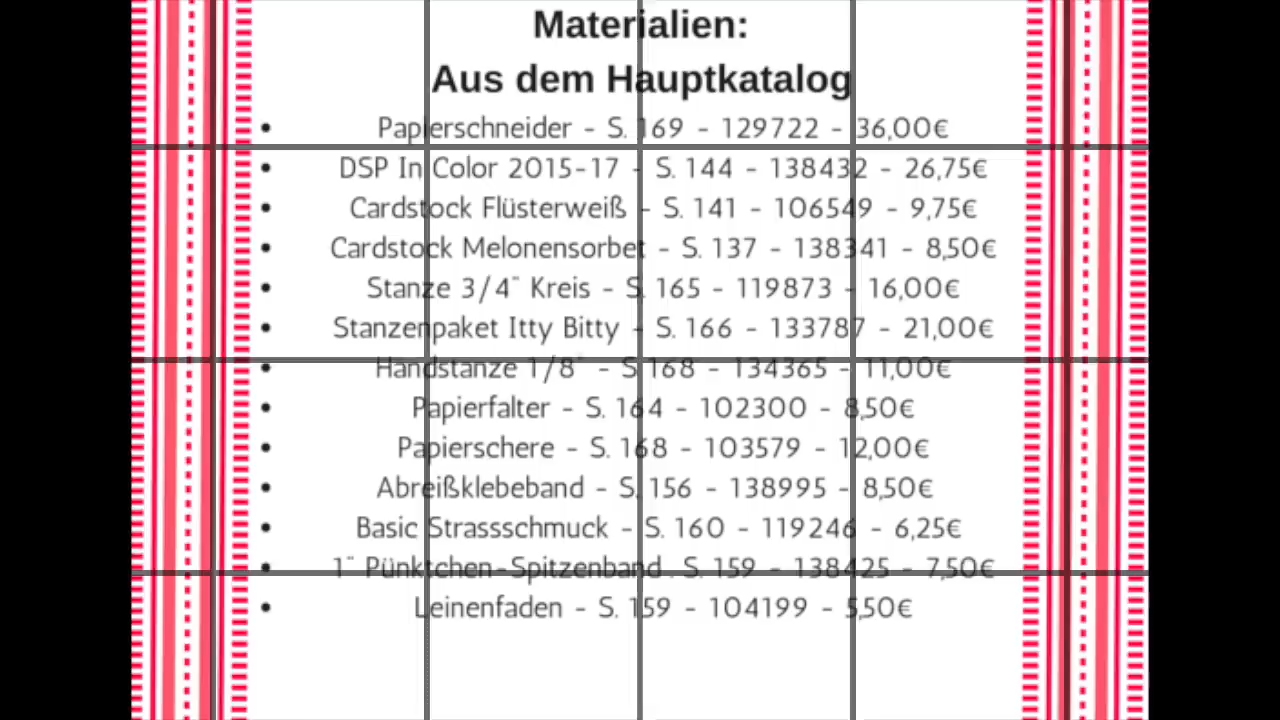 Materialien:
Aus dem Hauptkatalog
• Papierschneider - S. 169 - 129722 - 36,00€
• DSP In Color 2015-17 - S. 144 - 138432 - 26,75€
• Cardstock Flüsterweiß - S. 141 - 106549 - 9,75€
• Cardstock Melonensorbet - S. 137 - 138341 - 8,50€
• Stanze 3/4" Kreis - S. 165 - 119873 - 16,00€
• Stanzenpaket Itty Bitty - S. 166 - 133787 - 21,00€
• Handstanze 1/8" - S. 168 - 134365 - 11,00€
• Papierfalter - S. 164 - 102300 - 8,50€
• Papierschere - S. 168 - 103579 - 12,00€
• Abreißklebeband - S. 156 - 138995 - 8,50€
• Basic Strassschmuck - S. 160 - 119246 - 6,25€
• 1" Pünktchen-Spitzenband . S. 159 - 138425 - 7,50€
• Leinenfaden - S. 159 - 104199 - 5,50€